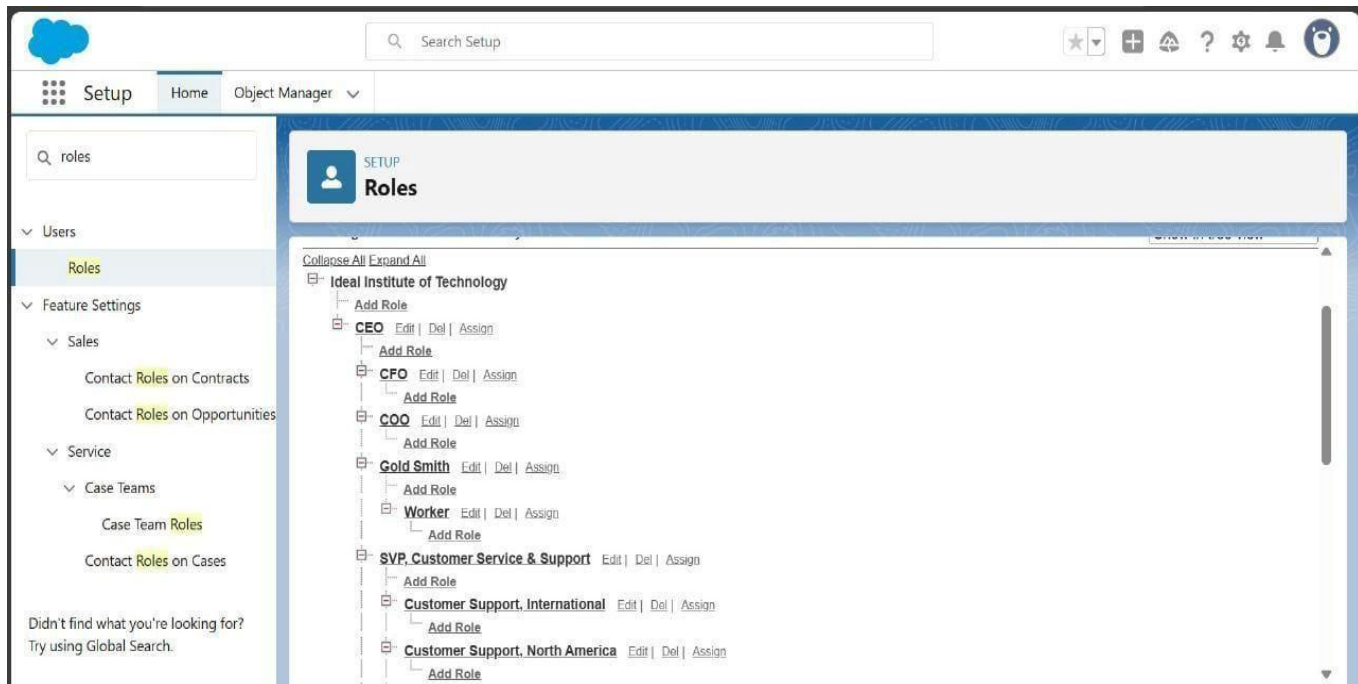 Search Setup
Setup Home Object Manager
roles
Users
Roles
Feature Settings
Sales
Contact Roles on Contracts
Contact Roles on Opportunities
Service
Case Teams
Case Team Roles
Contact Roles on Cases
Didn't find what you're looking for?
Try using Global Search.
SETUP
Roles
Collapse All Expand All
Ideal Institute of Technology
Add Role
CEO Edit | Del | Assign
Add Role
CFO Edit | Del | Assign
Add Role
COO Edit | Del | Assign
Add Role
Gold Smith Edit | Del | Assign
Add Role
Worker Edit | Del | Assign
Add Role
SVP, Customer Service & Support Edit | Del | Assign
Add Role
Customer Support, International Edit | Del | Assign
Add Role
Customer Support, North America Edit | Del | Assign
Add Role